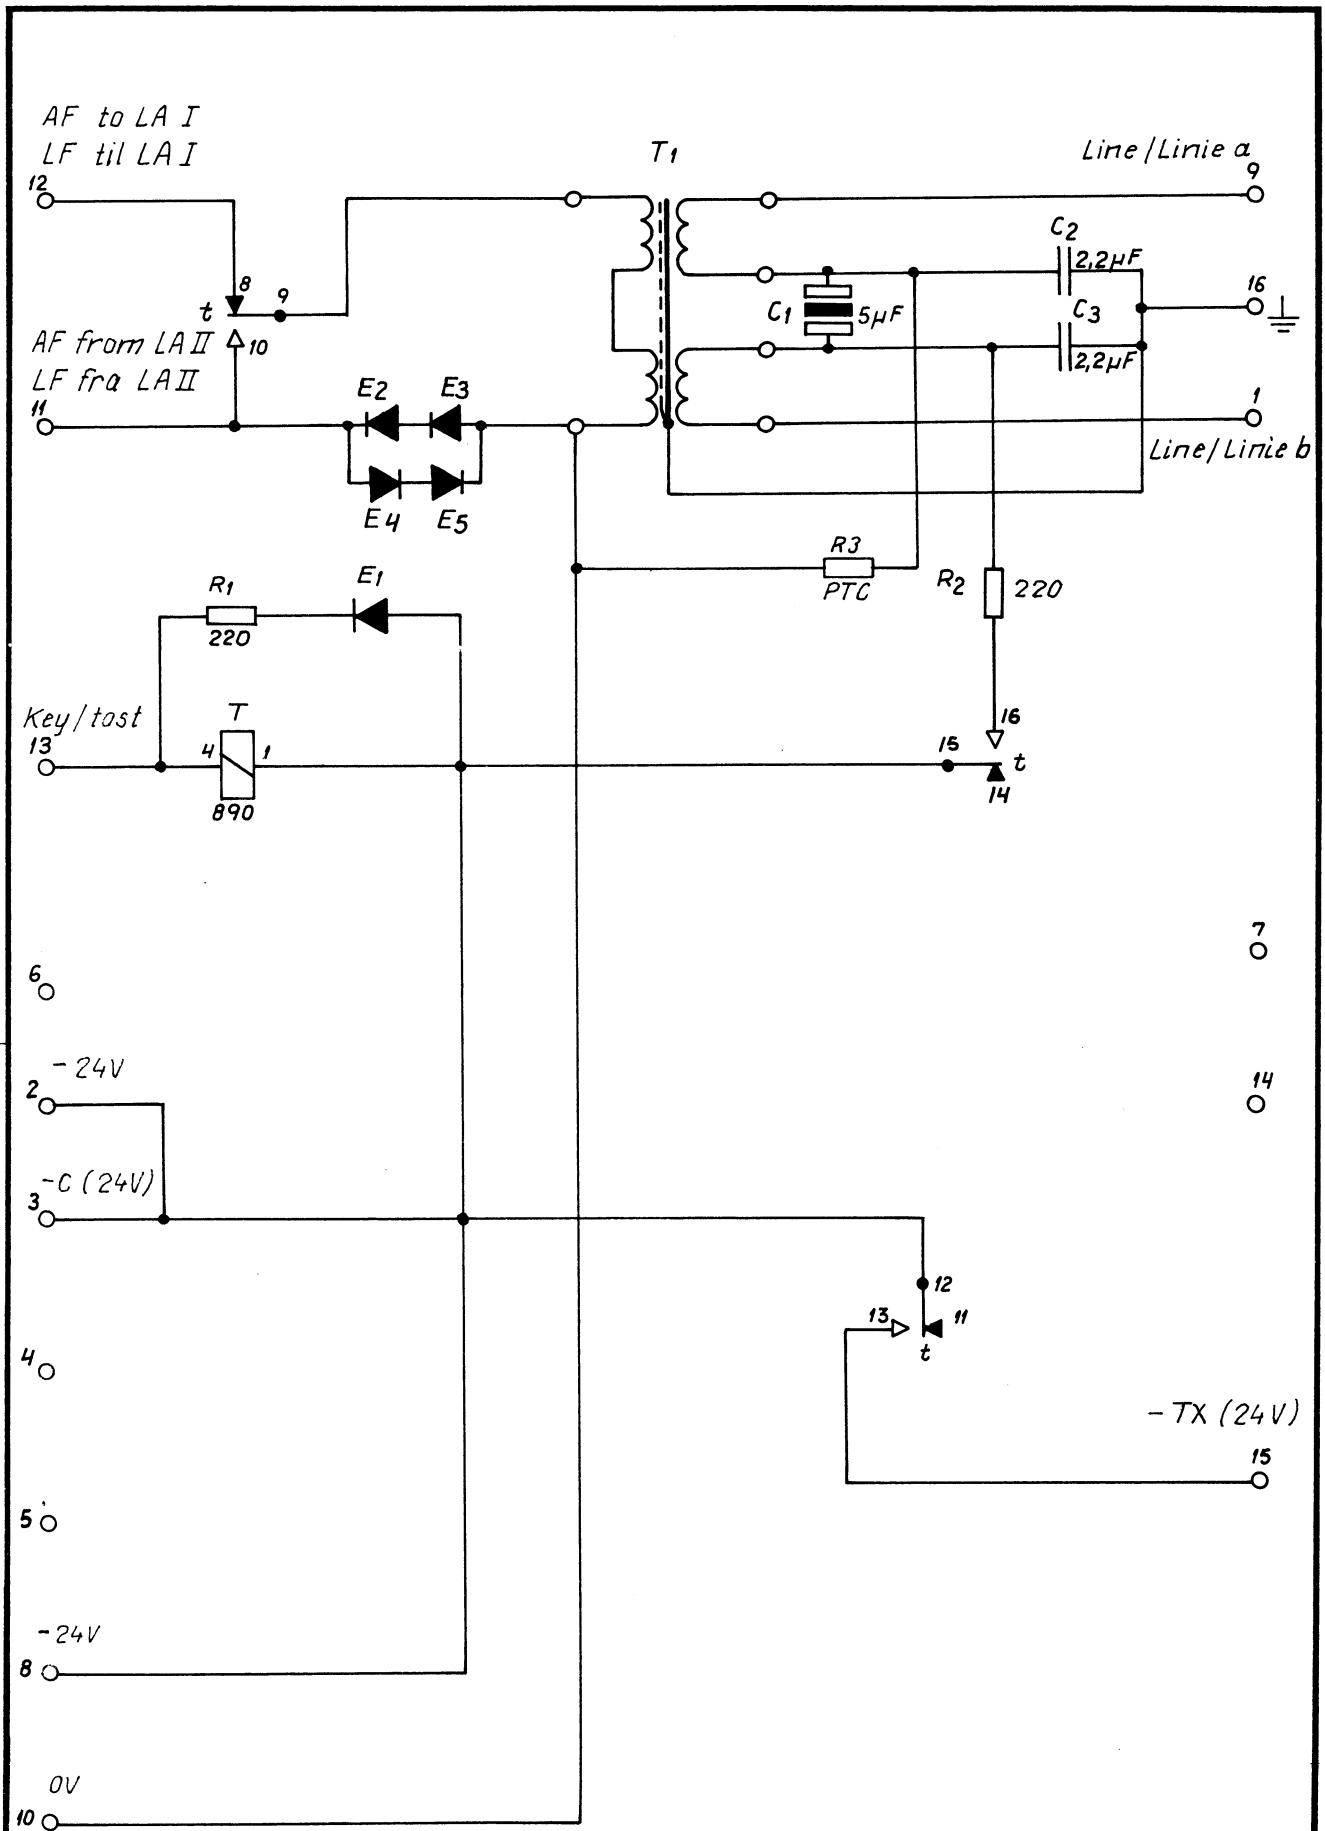 AF to LA I
LF til LA I
12
T1
Line/Linie a
9
C2
2,2µF
16
8
9
t
10
C1
5µF
C3
2,2µF
AF from LA II
LF fra LA II
11
E2
E3
E4
E5
1
Line/Linie b
R3
PTC
R2
220
R1
220
E1
Key/tast
13
T
4
1
890
15
16
t
14
7
6
-24V
2
14
-C (24V)
3
12
13
11
t
4
-TX (24V)
15
5
-24V
8
0V
10